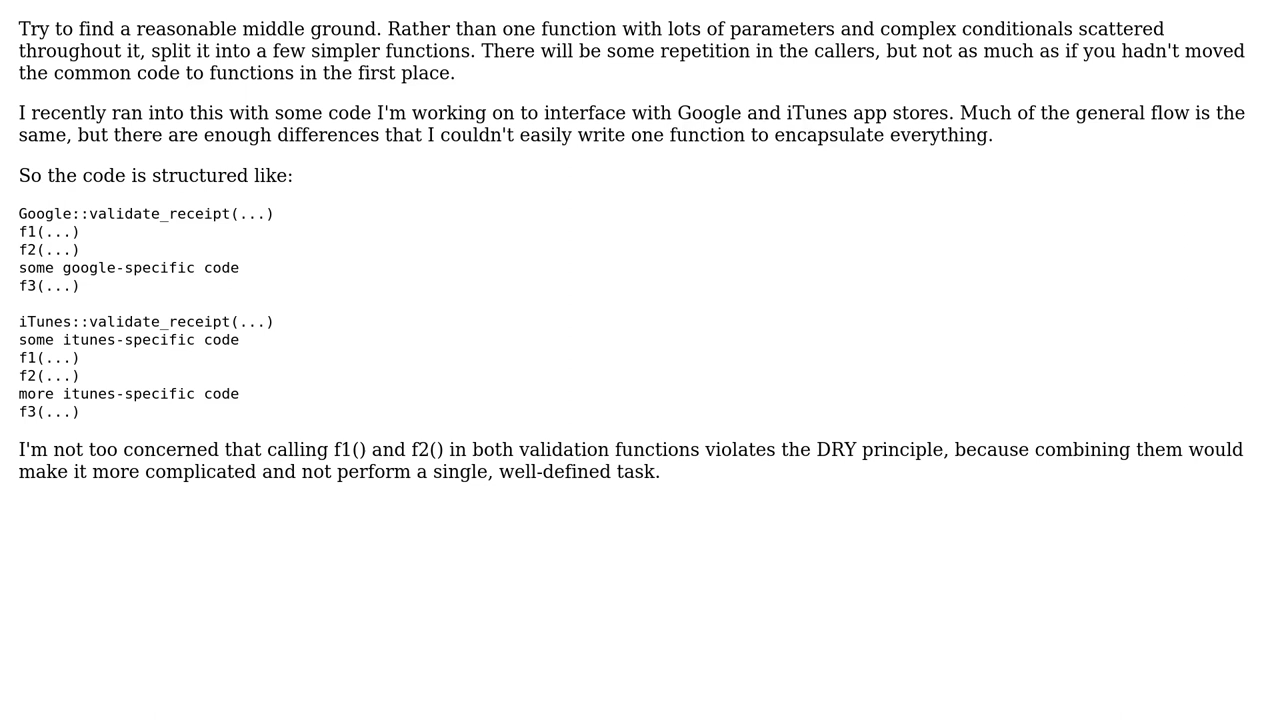 Try to find a reasonable middle ground. Rather than one function with lots of parameters and complex conditionals scattered
throughout it, split it into a few simpler functions. There will be some repetition in the callers, but not as much as if you hadn't moved
the common code to functions in the first place.
I recently ran into this with some code I'm working on to interface with Google and iTunes app stores. Much of the general flow is the
same, but there are enough differences that I couldn't easily write one function to encapsulate everything.
So the code is structured like:
Google::validate_receipt(...)
f1(...)
f2(...)
some google-specific code
f3(...)
iTunes::validate_receipt(...)
some itunes-specific code
f1(...)
f2(...)
more itunes-specific code
f3(...)
I'm not too concerned that calling f1() and f2() in both validation functions violates the DRY principle, because combining them would
make it more complicated and not perform a single, well-defined task.